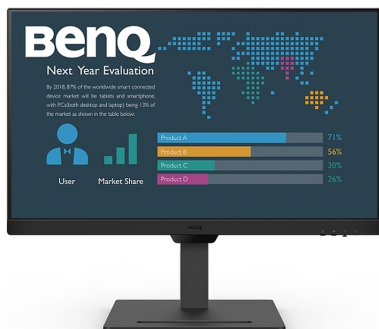 BenQ
Next Year Evaluation
By 2018, 87% of the worldwide smart connected
device market will be tablets and smartphone,
with PCs(both desktop and laptop) being 13% of
the market as shown in the table below:
User
Market Share
Product A 71%
Product B 56%
Product C 30%
Product D 26%
BenQ